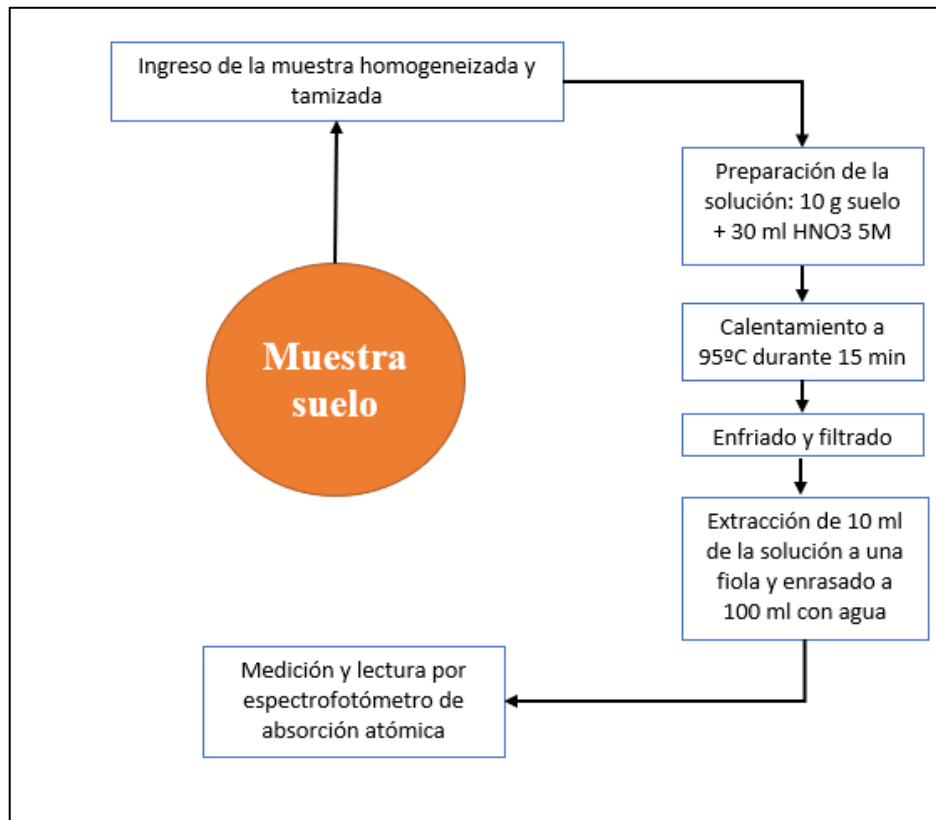 Ingreso de la muestra homogeneizada y
tamizada
Preparación de la
solución: 10 g suelo
+ 30 ml HNO3 5M
Calentamiento a
95ºC durante 15 min
Enfriado y filtrado
Extracción de 10 ml
de la solución a una
fiola y enrasado a
100 ml con agua
Medición y lectura por
espectrofotómetro de
absorción atómica
Muestra
suelo